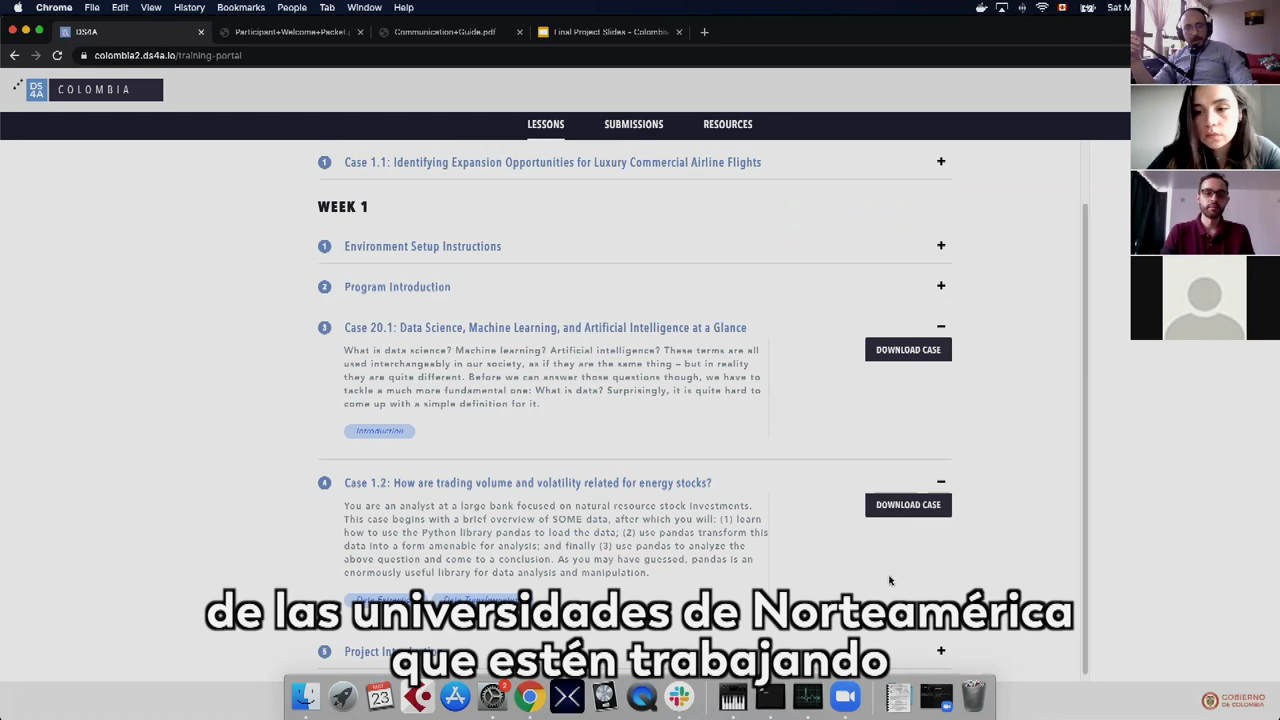 Chrome File Edit View History Bookmarks People Tab Window Help
DS4A
Participant+Welcome+Packet.p
Communication+Guide.pdf
Final Project Slides – Colombia
colombia2.ds4a.io/training-portal
DS
4A
COLOMBIA
LESSONS SUBMISSIONS RESOURCES
1 Case 1.1: Identifying Expansion Opportunities for Luxury Commercial Airline Flights +
WEEK 1
1 Environment Setup Instructions +
2 Program Introduction +
3 Case 20.1: Data Science, Machine Learning, and Artificial Intelligence at a Glance −
DOWNLOAD CASE
What is data science? Machine learning? Artificial intelligence? These terms are all
used interchangeably in our society, as if they are the same thing – but in reality
they are quite different. Before we can answer those questions though, we have to
tackle a much more fundamental one: What is data? Surprisingly, it is quite hard to
come up with a simple definition for it.
Introduction
4 Case 1.2: How are trading volume and volatility related for energy stocks? −
DOWNLOAD CASE
You are an analyst at a large bank focused on natural resource stock investments.
This case begins with a brief overview of SOME data, after which you will: (1) learn
how to use the Python library pandas to load the data; (2) use pandas transform this
data into a form amenable for analysis; and finally (3) use pandas to analyze the
above question and come to a conclusion. As you may have guessed, pandas is an
enormously useful library for data analysis and manipulation.
de las universidades de Norteamérica
5 Project +
que estén trabajando
MAY
23
GOBIERNO
DE COLOMBIA